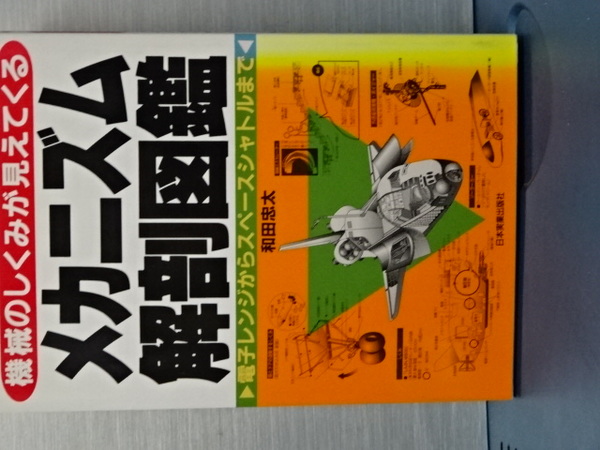 機械のしくみが見えてくる
メカニズム
解剖図鑑
▶電子レンジからスペースシャトルまで◀
和田忠太
日本実業出版社